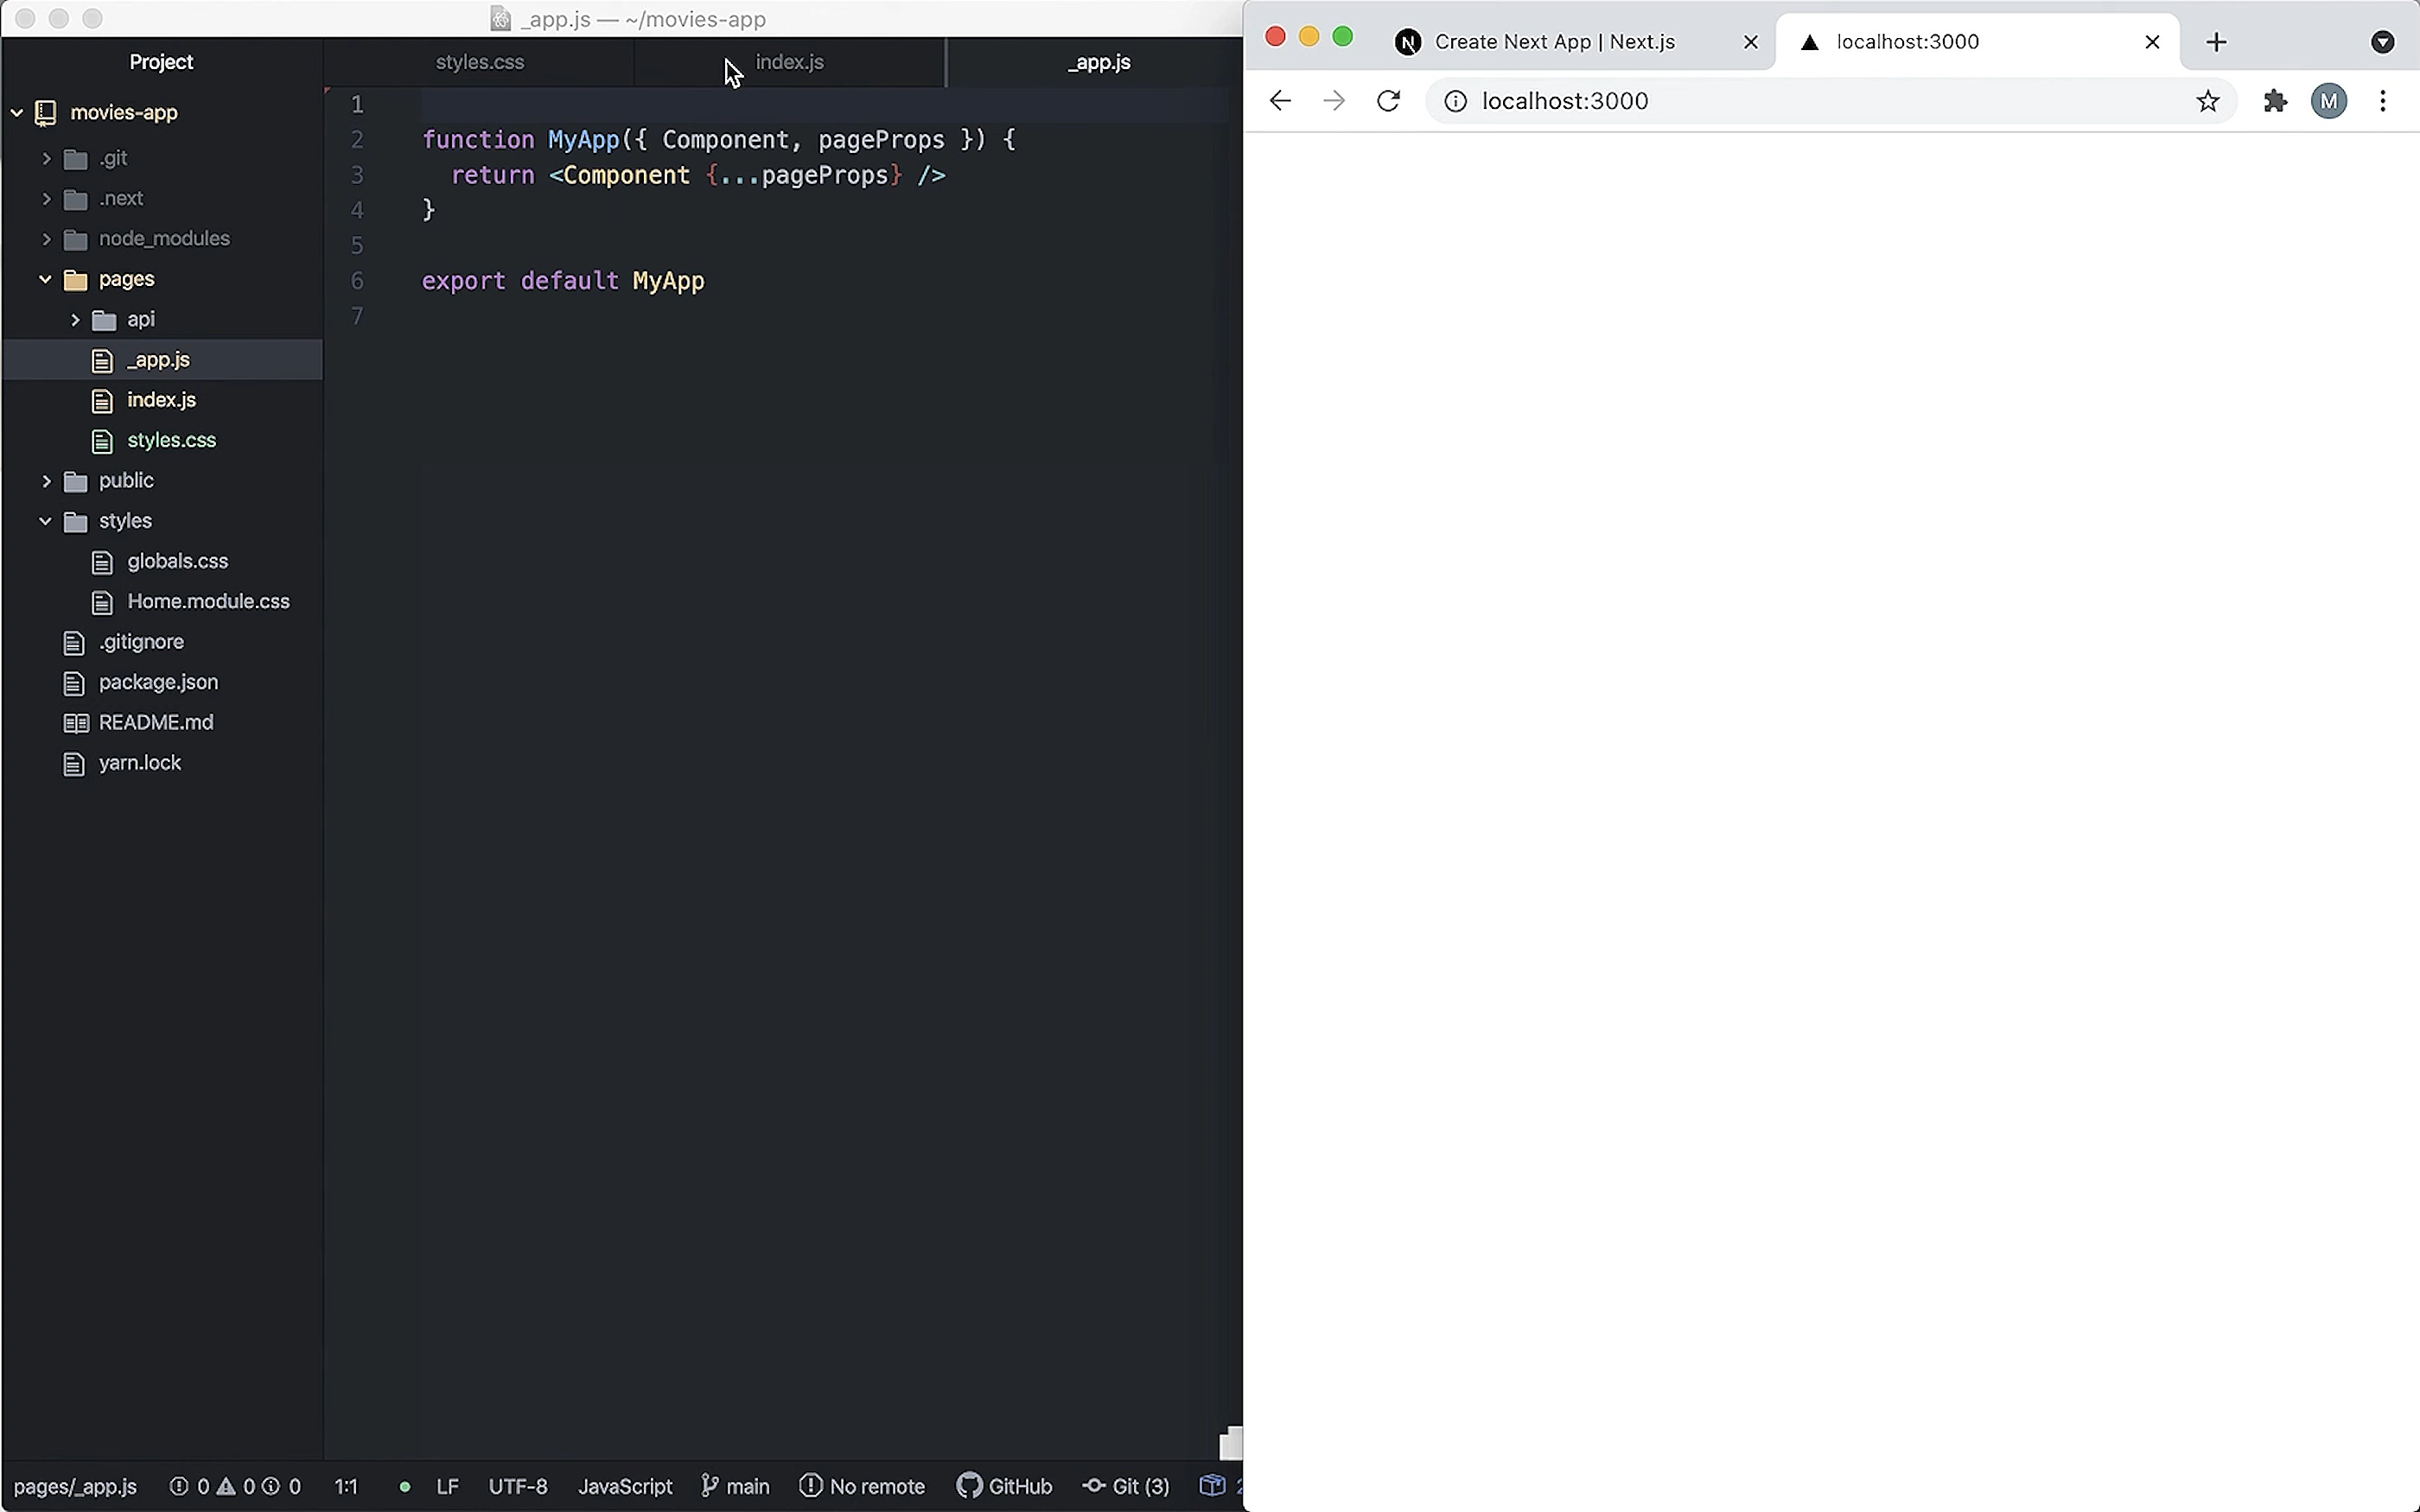 _app.js — ~/movies-app
Project
movies-app
.git
.next
node_modules
pages
api
_app.js
index.js
styles.css
public
styles
globals.css
Home.module.css
.gitignore
package.json
README.md
yarn.lock
styles.css
index.js
_app.js
1
2 function MyApp({ Component, pageProps }) {
3 return <Component {...pageProps} />
4 }
5
6 export default MyApp
7
pages/_app.js 0 0 0 1:1 LF UTF-8 JavaScript main No remote GitHub Git (3)
N Create Next App | Next.js
localhost:3000
localhost:3000
M